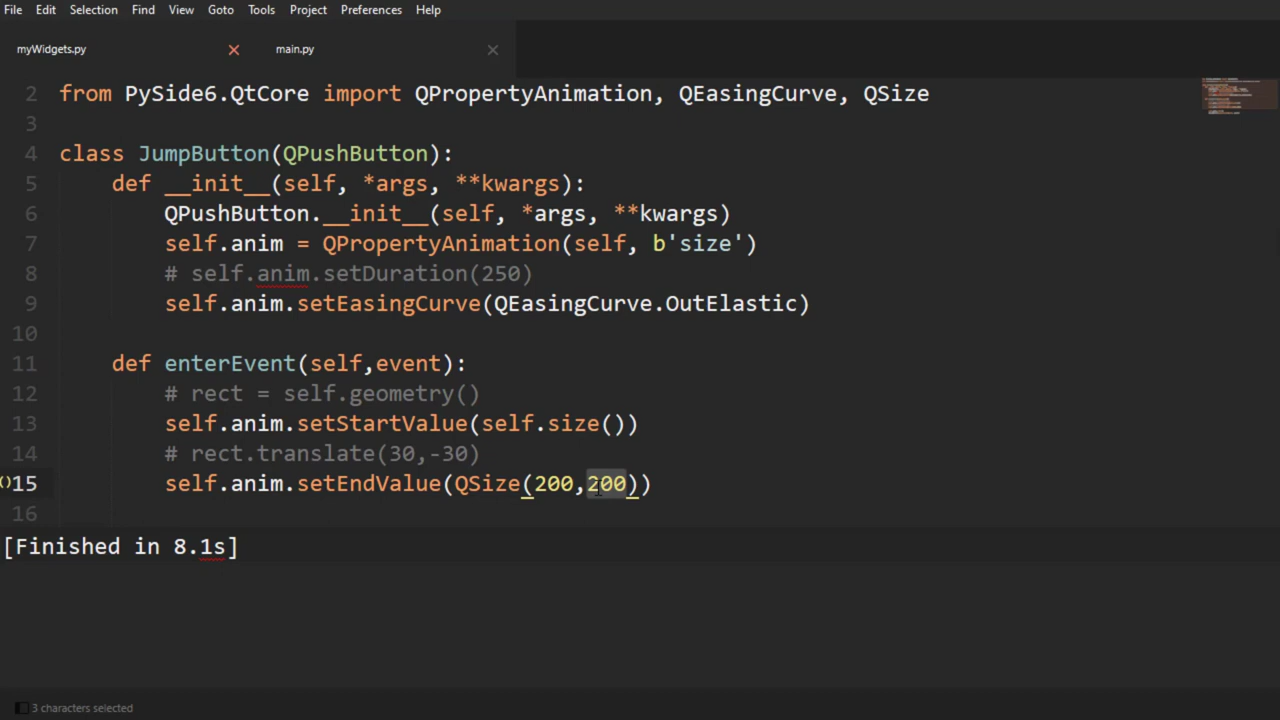 File Edit Selection Find View Goto Tools Project Preferences Help
myWidgets.py main.py
2 from PySide6.QtCore import QPropertyAnimation, QEasingCurve, QSize
3
4 class JumpButton(QPushButton):
5 def __init__(self, *args, **kwargs):
6 QPushButton.__init__(self, *args, **kwargs)
7 self.anim = QPropertyAnimation(self, b'size')
8 # self.anim.setDuration(250)
9 self.anim.setEasingCurve(QEasingCurve.OutElastic)
10
11 def enterEvent(self,event):
12 # rect = self.geometry()
13 self.anim.setStartValue(self.size())
14 # rect.translate(30,-30)
15 self.anim.setEndValue(QSize(200,200))
16
[Finished in 8.1s]
3 characters selected